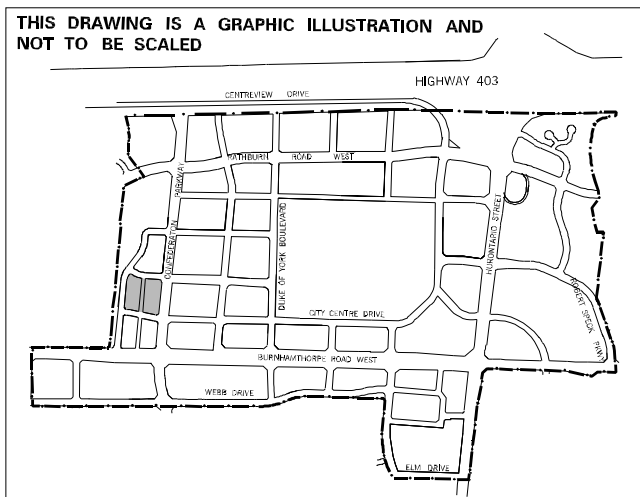 THIS DRAWING IS A GRAPHIC ILLUSTRATION AND
NOT TO BE SCALED
HIGHWAY 403
CENTREVIEW DRIVE
RATHBURN ROAD WEST
CONFEDERATON PARKWAY
DUKE OF YORK BOULEVARD
HURONTARIO STREET
CITY CENTRE DRIVE
ROBERT SPECK PKWY
BURNHAMTHORPE ROAD WEST
WEBB DRIVE
ELM DRIVE